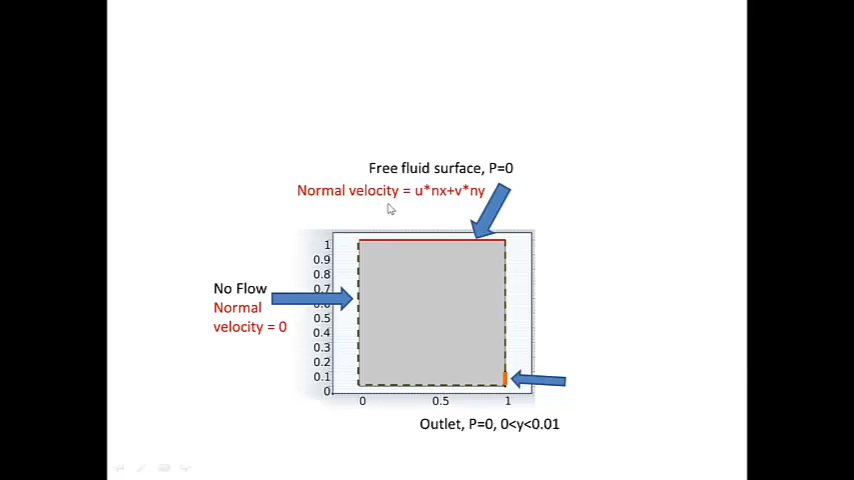 Free fluid surface, P=0
Normal velocity = u*nx+v*ny
No Flow
Normal
velocity = 0
1
0.9
0.8
0.7
0.5
0.4
0.3
0.2
0.1
0
0
0.5
1
Outlet, P=0, 0<y<0.01